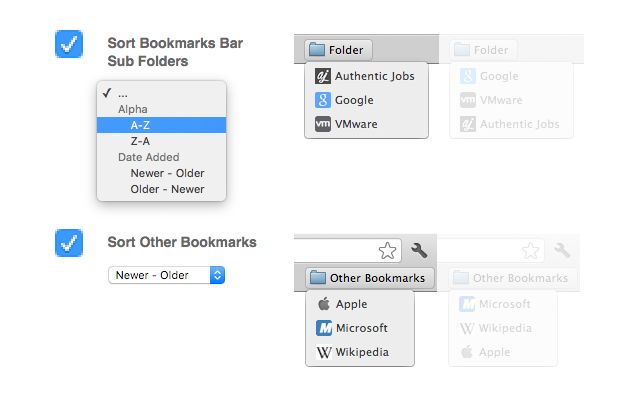 Sort Bookmarks Bar
Sub Folders
✓ ...
Alpha
A-Z
Z-A
Date Added
Newer - Older
Older - Newer
Folder
Authentic Jobs
Google
VMware
Folder
Google
VMware
Authentic Jobs
Sort Other Bookmarks
Newer - Older
Other Bookmarks
Apple
Microsoft
Wikipedia
Other Bookmarks
Microsoft
Wikipedia
Apple